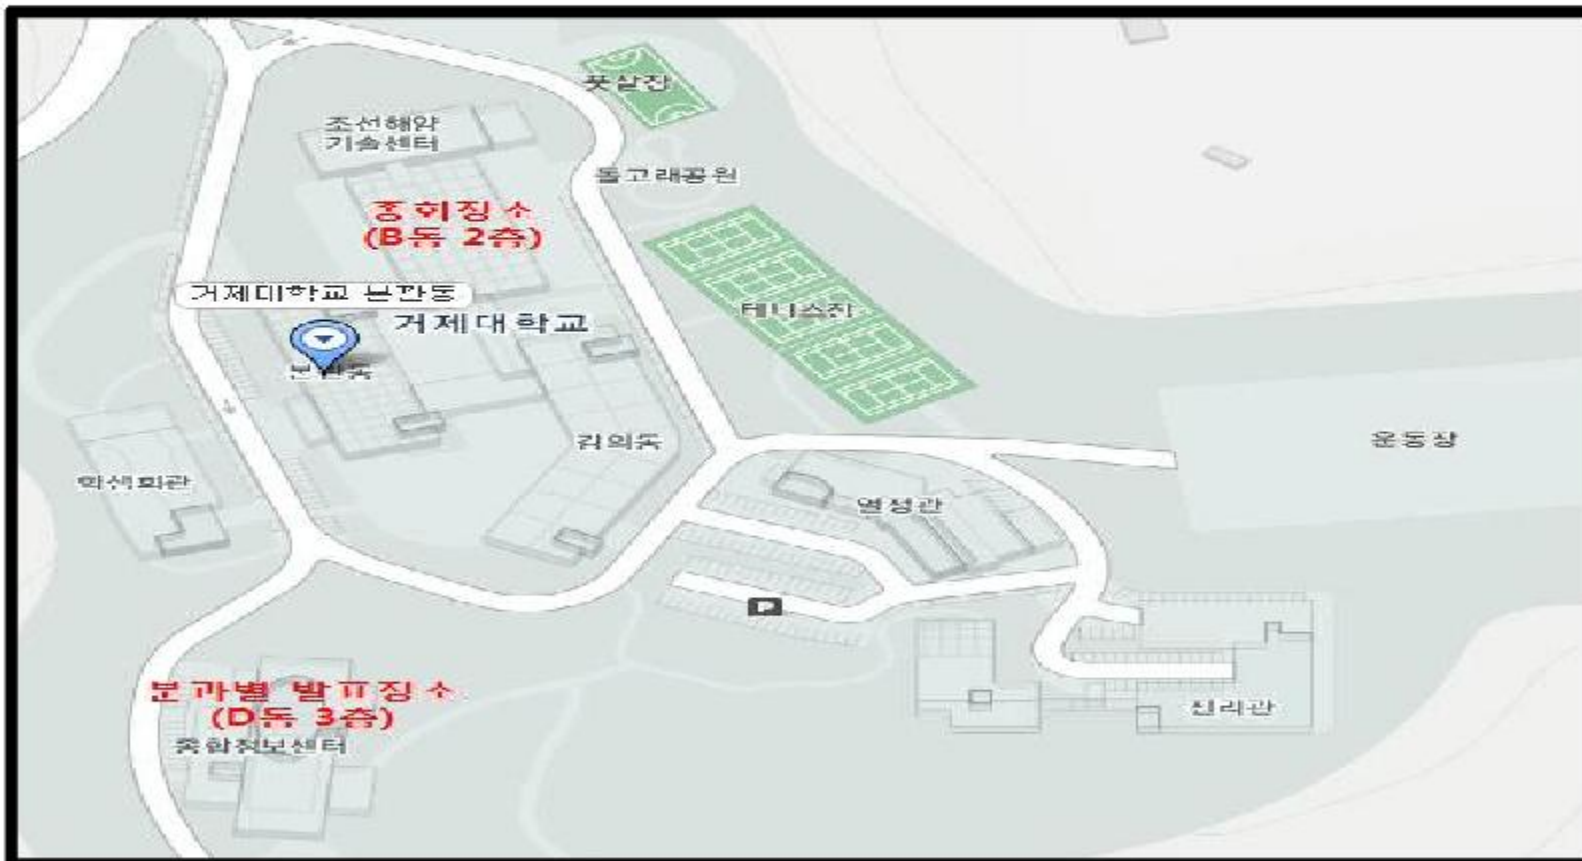 풋살장
조선해양
기술센터
돌고래공원
총회장소
(B동 2층)
거제대학교 본관동
거제대학교
테니스장
본관동
강의동
운동장
학생회관
열정관
P
분과별 발표장소
(D동 3층)
진리관
종합정보센터